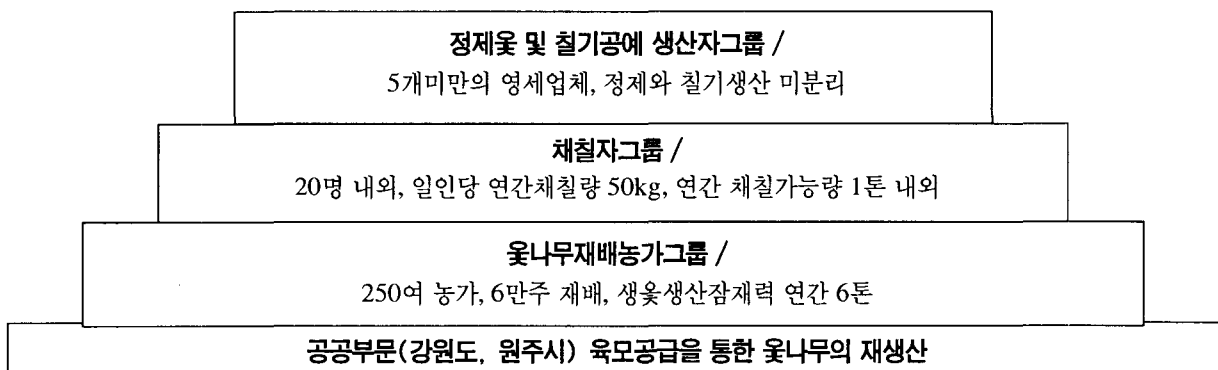 정제옻 및 칠기공예 생산자그룹 /
5개미만의 영세업체, 정제와 칠기생산 미분리
채칠자그룹 /
20명 내외, 일인당 연간채칠량 50kg, 연간 채칠가능량 1톤 내외
옻나무재배농가그룹 /
250여 농가, 6만주 재배, 생옻생산잠재력 연간 6톤
공공부문(강원도, 원주시) 육모공급을 통한 옻나무의 재생산